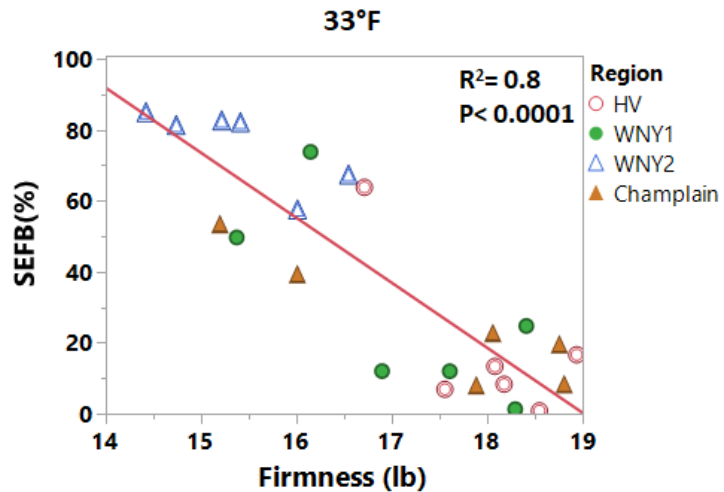 33°F
100
80
60
40
20
0
SEFB(%)
R²= 0.8
P< 0.0001
Region
HV
WNY1
WNY2
Champlain
14 15 16 17 18 19
Firmness (lb)